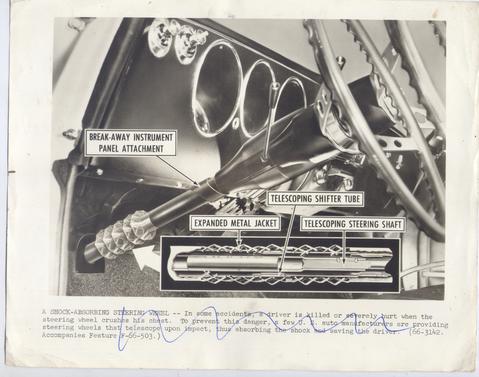 BREAK-AWAY INSTRUMENT
PANEL ATTACHMENT
TELESCOPING SHIFTER TUBE
EXPANDED METAL JACKET
TELESCOPING STEERING SHAFT
A SHOCK-ABSORBING STEERING WHEEL -- In some accidents, a driver is killed or severely hurt when the
steering wheel crushes his chest. To prevent this danger, a few U. S. auto manufacturers are providing
steering wheels that telescope upon impact, thus absorbing the shock and saving the driver. (66-3142.
Accompanies Feature F-66-503.)